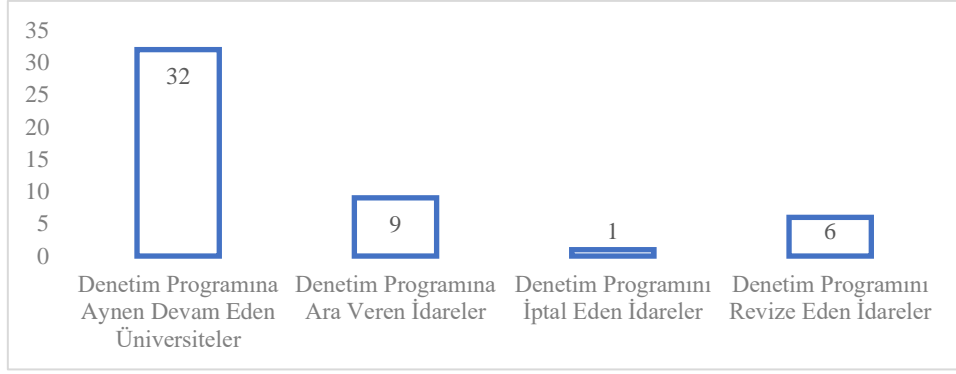 35
30
25
20
15
10
5
0
32
9
1
6
Denetim Programına
Aynen Devam Eden
Üniversiteler
Denetim Programına
Ara Veren İdareler
Denetim Programını
İptal Eden İdareler
Denetim Programını
Revize Eden İdareler